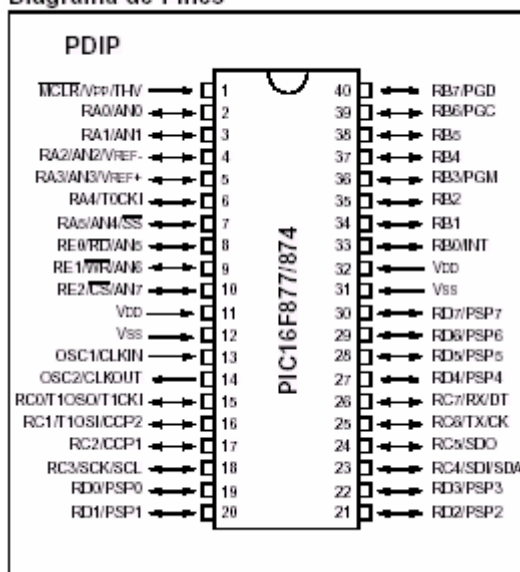 Diagrama de Pines
PDIP
MCLR/VPP/THV 1 40 RB7/PGD
RA0/AN0 2 39 RB6/PGC
RA1/AN1 3 38 RB5
RA2/AN2/VREF- 4 37 RB4
RA3/AN3/VREF+ 5 36 RB3/PGM
RA4/T0CKI 6 35 RB2
RA5/AN4/SS 7 34 RB1
RE0/RD/AN5 8 33 RB0/INT
RE1/WR/AN6 9 32 VDD
RE2/CS/AN7 10 31 VSS
VDD 11 30 RD7/PSP7
VSS 12 29 RD6/PSP6
OSC1/CLKIN 13 28 RD5/PSP5
OSC2/CLKOUT 14 27 RD4/PSP4
RC0/T1OSO/T1CKI 15 26 RC7/RX/DT
RC1/T1OSI/CCP2 16 25 RC6/TX/CK
RC2/CCP1 17 24 RC5/SDO
RC3/SCK/SCL 18 23 RC4/SDI/SDA
RD0/PSP0 19 22 RD3/PSP3
RD1/PSP1 20 21 RD2/PSP2
PIC16F877/874